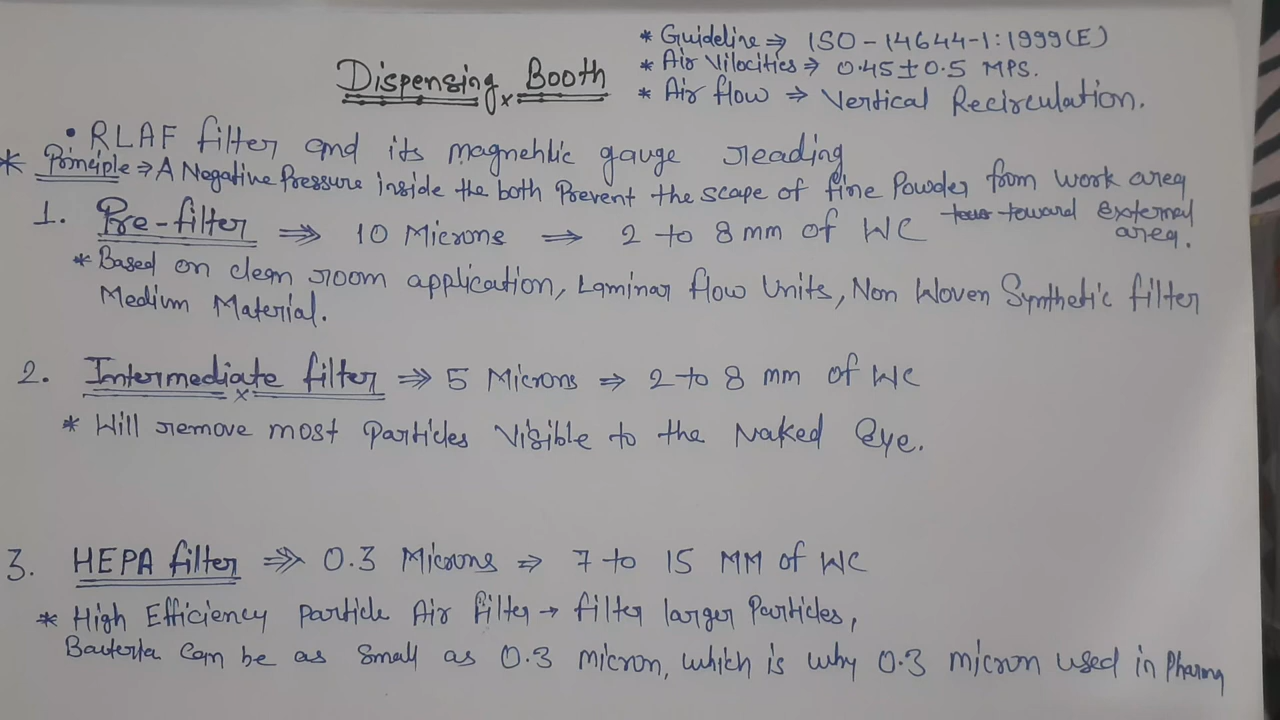 * Guideline ⇒ ISO-14644-1:1999(E)
* Air Vilocities ⇒ 0.45±0.5 MPS.
Dispensing Booth
* Air flow ⇒ Vertical Recirculation.
• RLAF filter and its magnehlic gauge reading
* Principle ⇒ A Negative Pressure inside the both Prevent the scape of fine Powder from work area
toward external area.
1. Pre-filter ⇒ 10 Microns ⇒ 2 to 8 mm of WC
* Based on clean room application, Laminar flow Units, Non Woven Synthetic filter
Medium Material.
2. Intermediate filter ⇒ 5 Microns ⇒ 2 to 8 mm of WC
* Will remove most Particles Visible to the Naked Eye.
3. HEPA filter ⇒ 0.3 Microns ⇒ 7 to 15 MM of WC
* High Efficiency Particle Air Filter → filter larger Particles,
Bacteria Can be as Small as 0.3 micron, which is why 0.3 micron used in Pharma